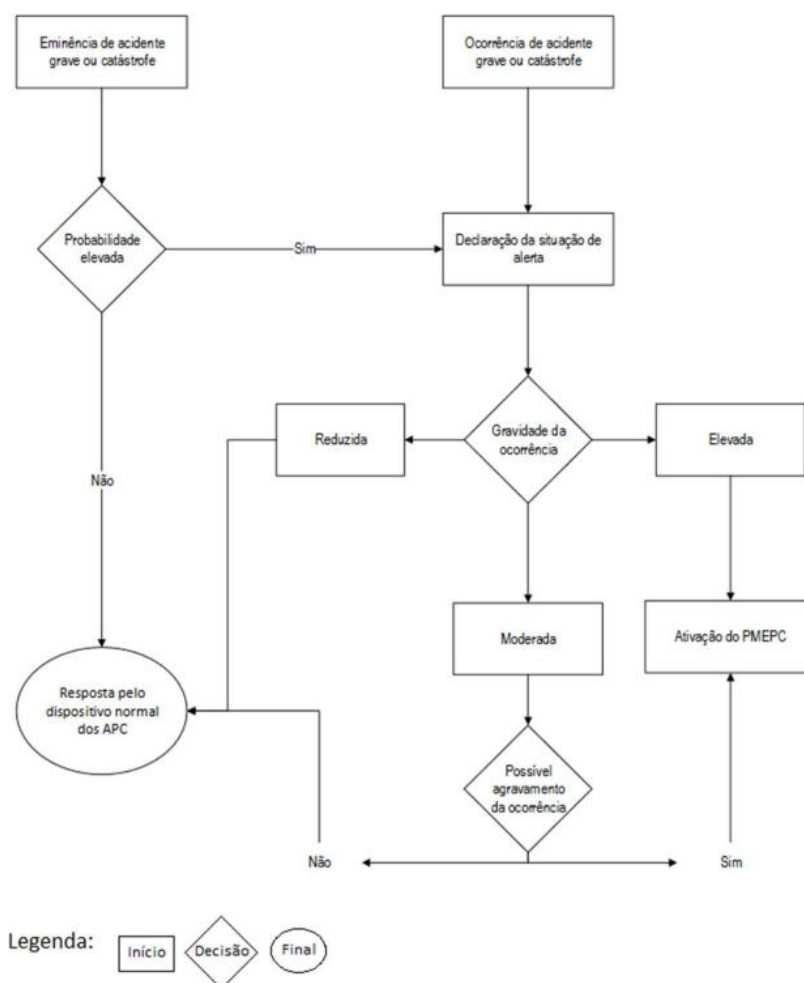 Eminência de acidente
grave ou catástrofe
Ocorrência de acidente
grave ou catástrofe
Probabilidade
elevada
Sim
Declaração da situação de
alerta
Reduzida
Gravidade da
ocorrência
Elevada
Não
Moderada
Ativação do PMEPC
Resposta pelo
dispositivo normal
dos APC
Possível
agravamento
da ocorrência
Não
Sim
Legenda:
Início
Decisão
Final